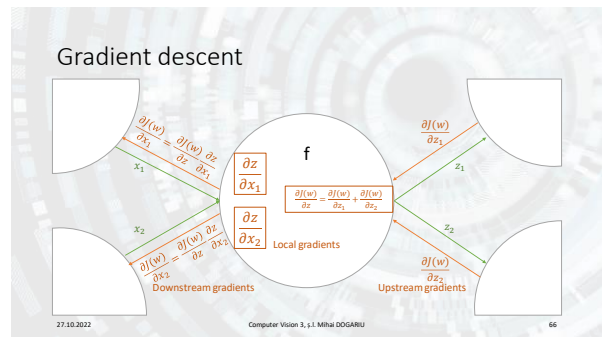 Gradient descent
∂J(w)/∂x₁ = ∂J(w)/∂z ∂z/∂x₁
x₁
∂z/∂x₁
f
∂J(w)/∂z₁
z₁
∂J(w)/∂z = ∂J(w)/∂z₁ + ∂J(w)/∂z₂
x₂
∂z/∂x₂
Local gradients
z₂
∂J(w)/∂x₂ = ∂J(w)/∂z ∂z/∂x₂
∂J(w)/∂z₂
Downstream gradients
Upstream gradients
27.10.2022
Computer Vision 3, ș.l. Mihai DOGARIU
66